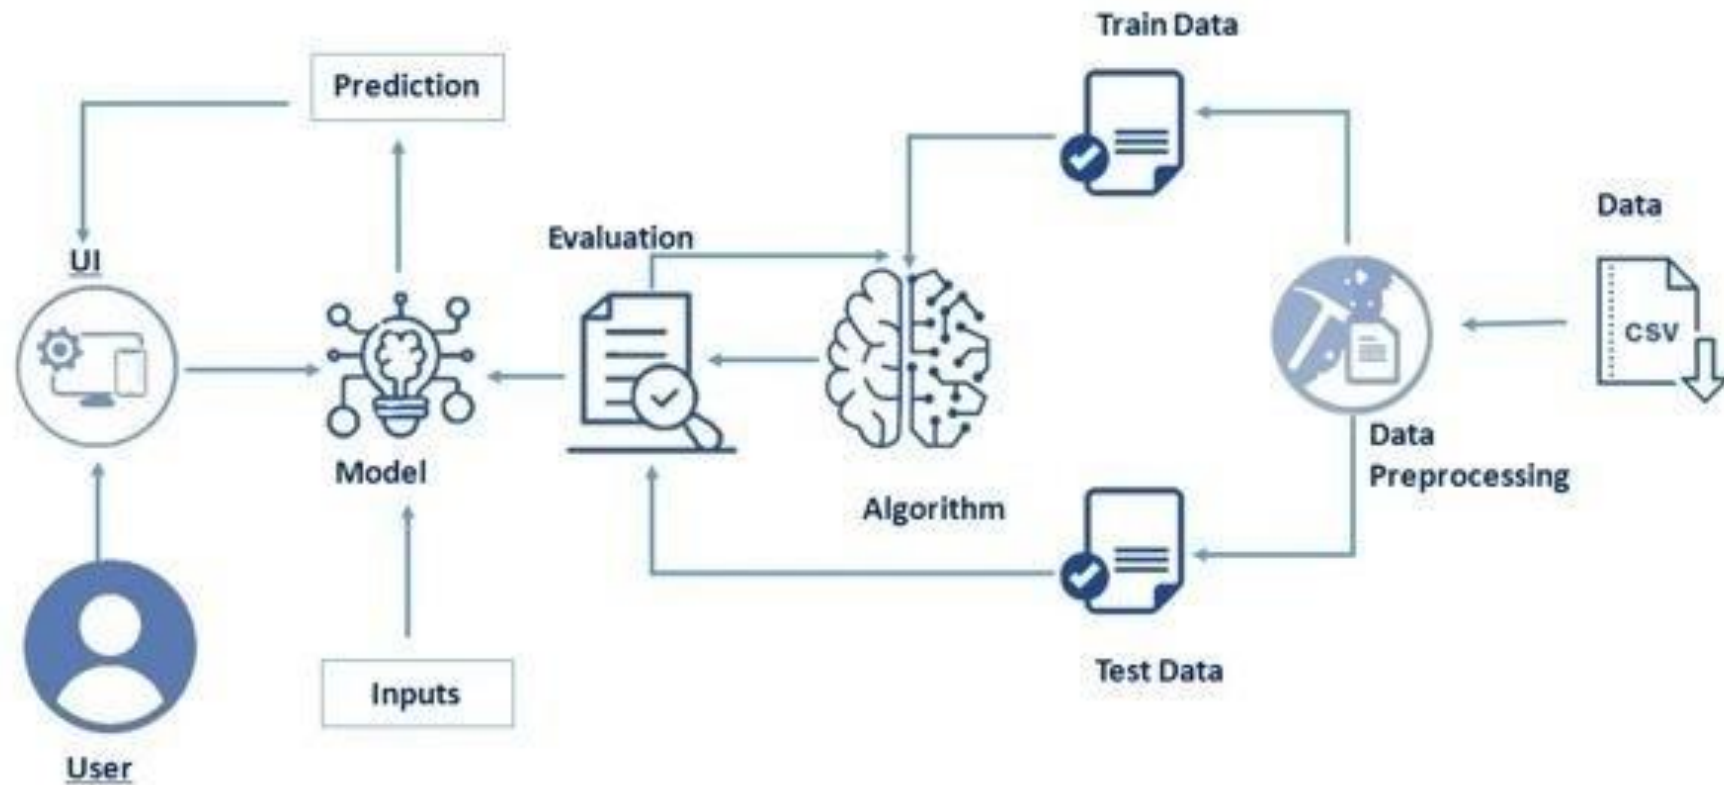 Train Data
Prediction
Data
Evaluation
UI
CSV
Data
Preprocessing
Model
Algorithm
Test Data
Inputs
User